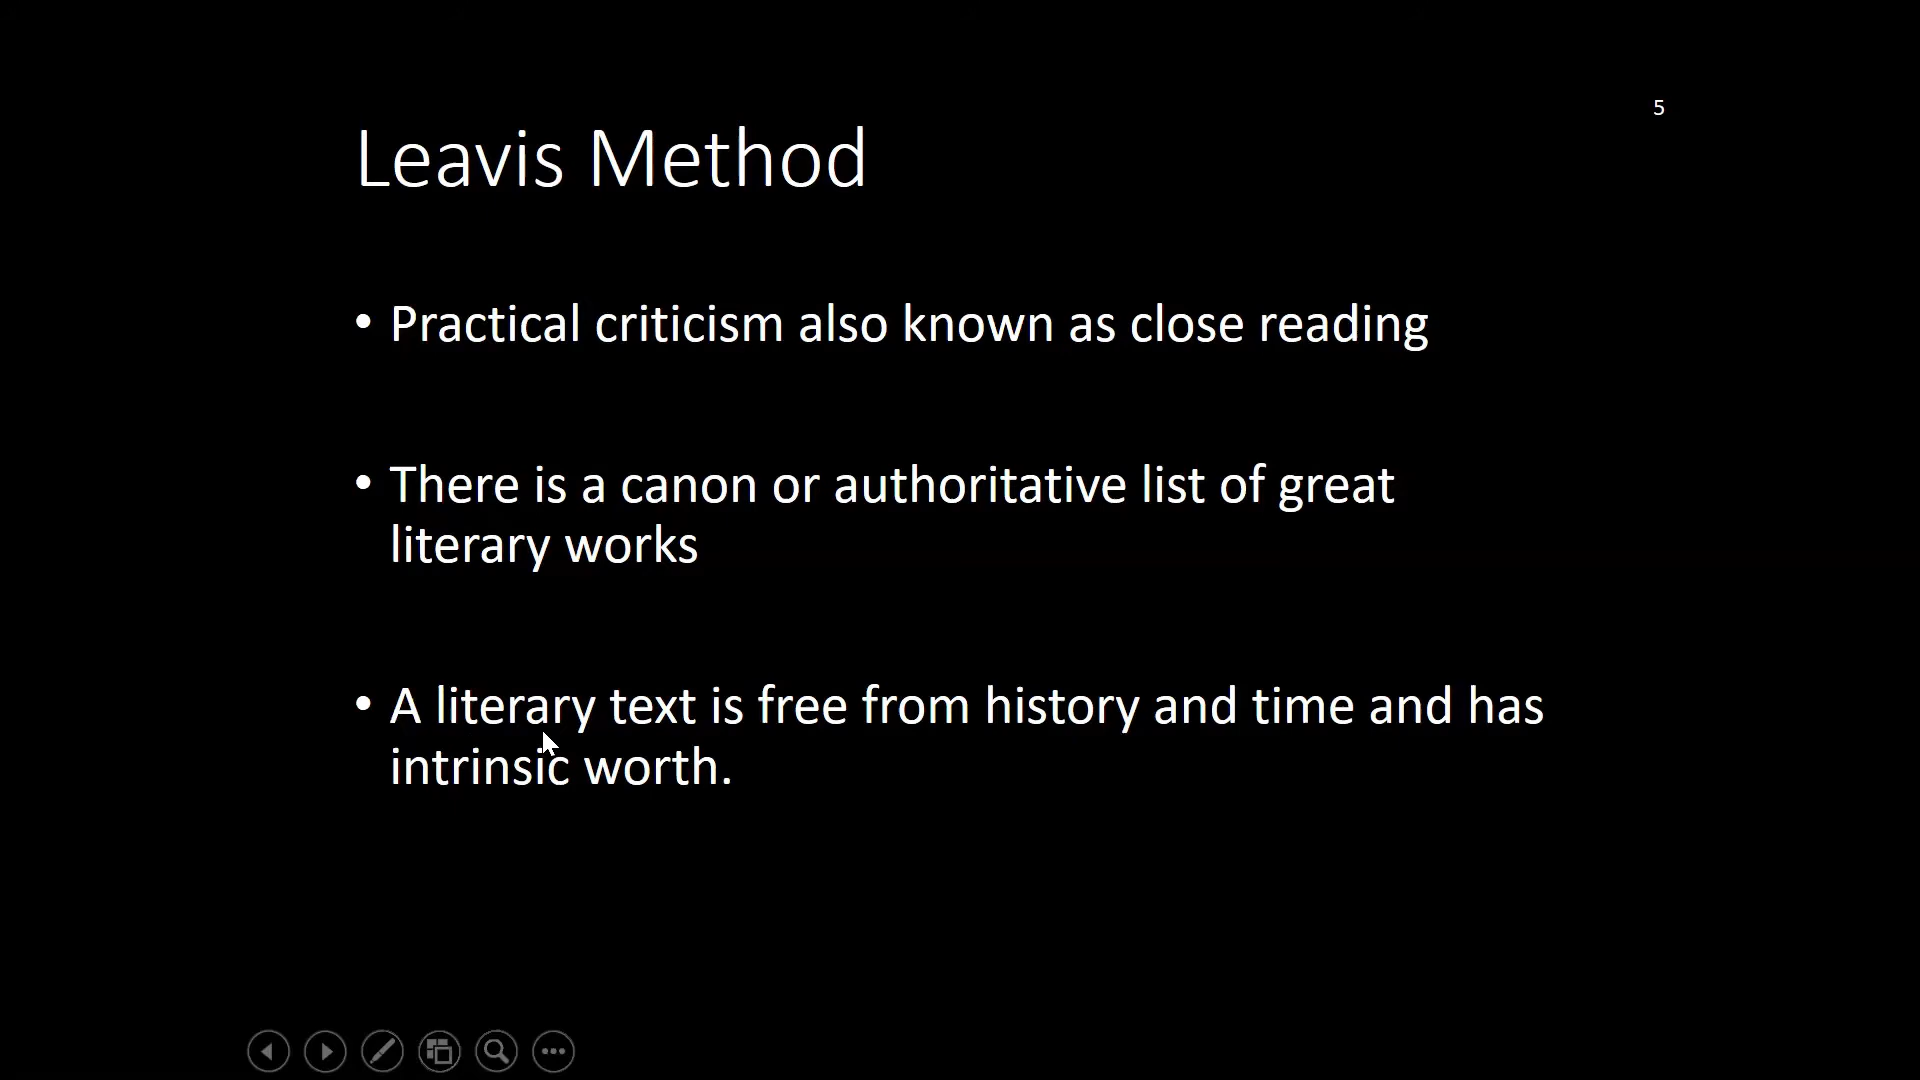 5
Leavis Method
• Practical criticism also known as close reading
• There is a canon or authoritative list of great
literary works
• A literary text is free from history and time and has
intrinsic worth.